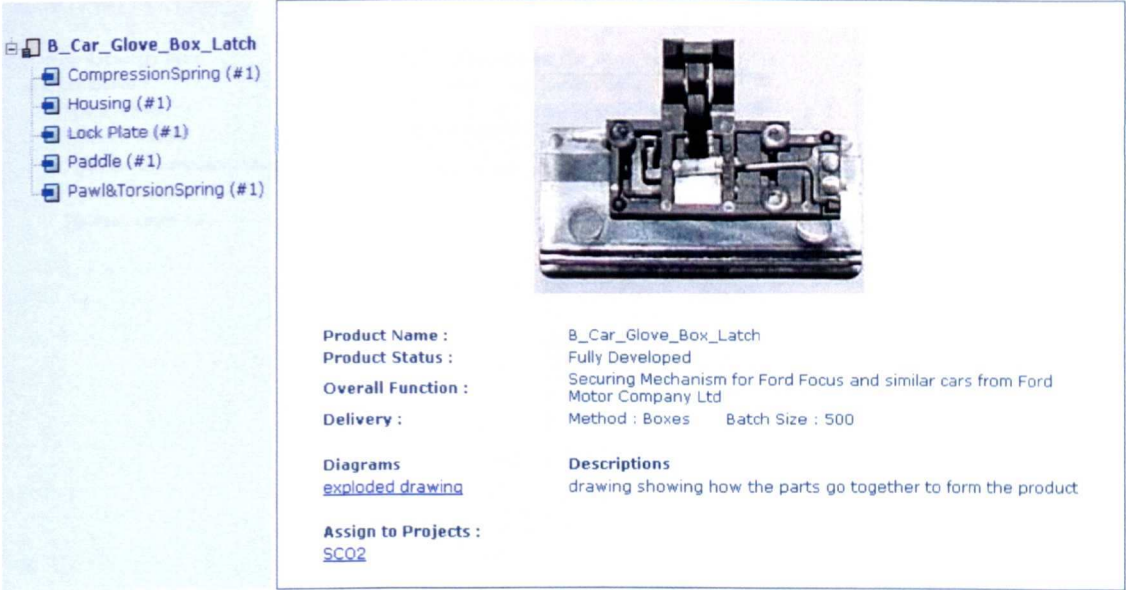 B_Car_Glove_Box_Latch
CompressionSpring (#1)
Housing (#1)
Lock Plate (#1)
Paddle (#1)
Pawl&TorsionSpring (#1)
Product Name : B_Car_Glove_Box_Latch
Product Status : Fully Developed
Overall Function : Securing Mechanism for Ford Focus and similar cars from Ford
Motor Company Ltd
Delivery : Method : Boxes Batch Size : 500
Diagrams Descriptions
exploded drawing drawing showing how the parts go together to form the product
Assign to Projects :
SCO2